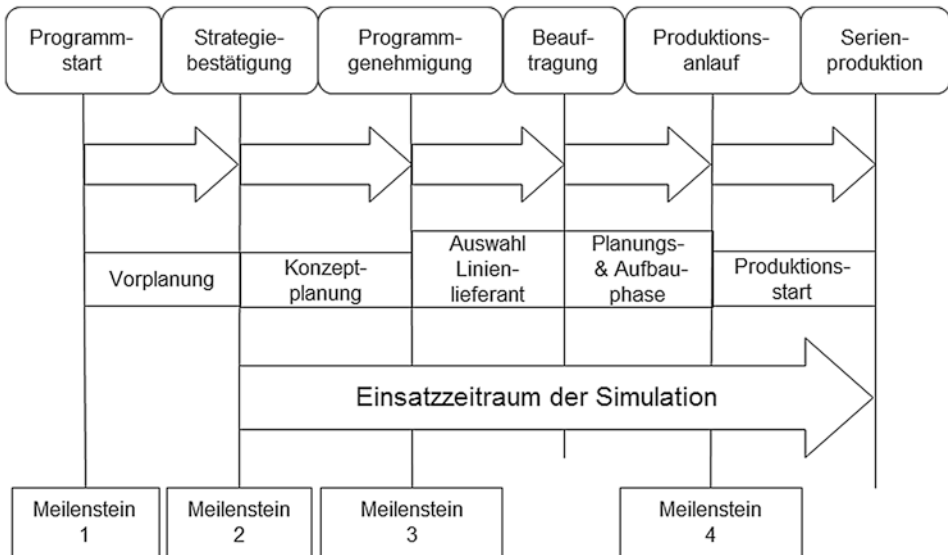 Programm-
start
Strategie-
bestätigung
Programm-
genehmigung
Beauf-
tragung
Produktions-
anlauf
Serien-
produktion
Vorplanung
Konzept-
planung
Auswahl
Linien-
lieferant
Planungs-
& Aufbau-
phase
Produktions-
start
Einsatzzeitraum der Simulation
Meilenstein
1
Meilenstein
2
Meilenstein
3
Meilenstein
4